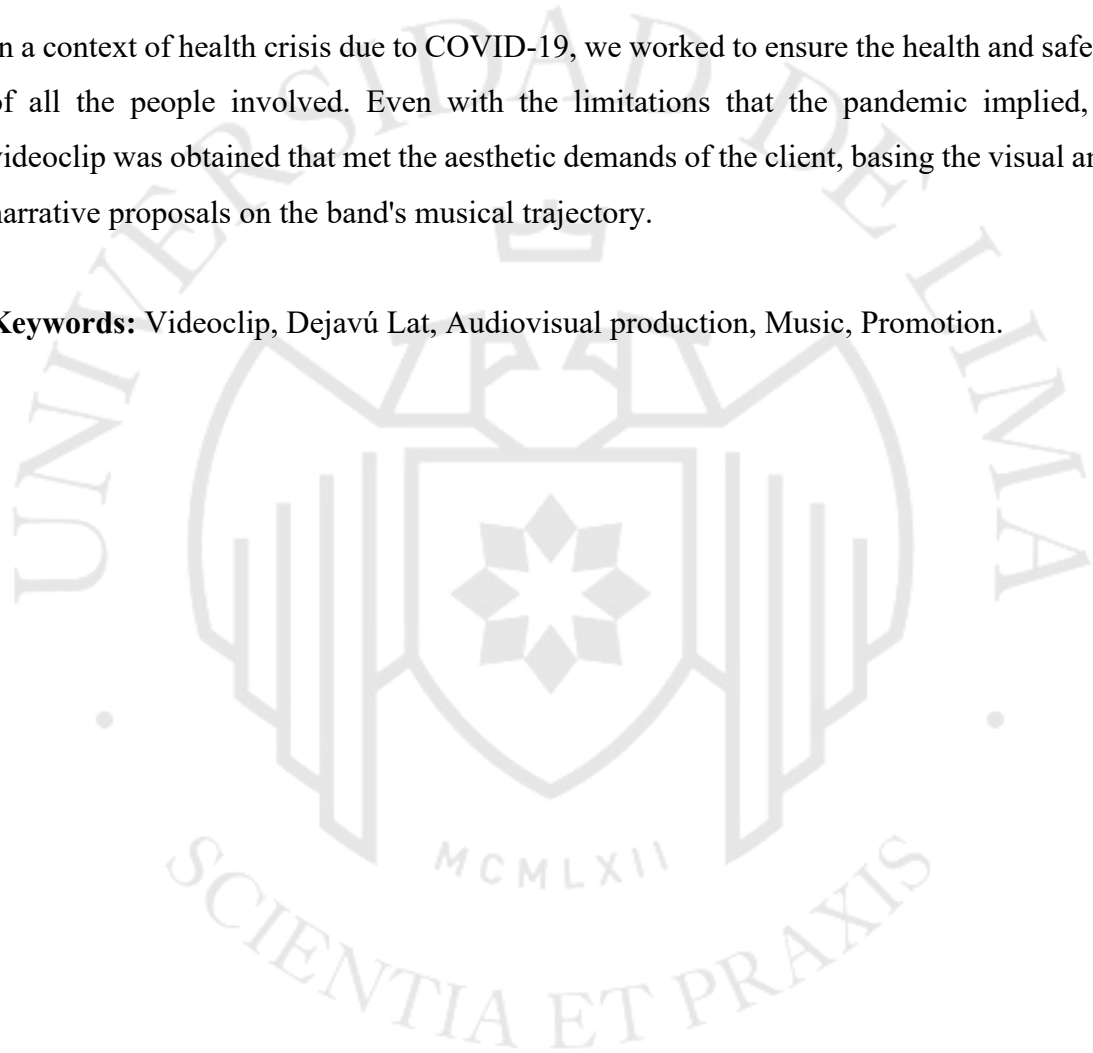 In a context of health crisis due to COVID-19, we worked to ensure the health and safe
of all the people involved. Even with the limitations that the pandemic implied,
videoclip was obtained that met the aesthetic demands of the client, basing the visual an
narrative proposals on the band's musical trajectory.
Keywords: Videoclip, Dejavú Lat, Audiovisual production, Music, Promotion.
UNIVERSIDAD DE LIMA
MCMLXII
SCIENTIA ET PRAXIS